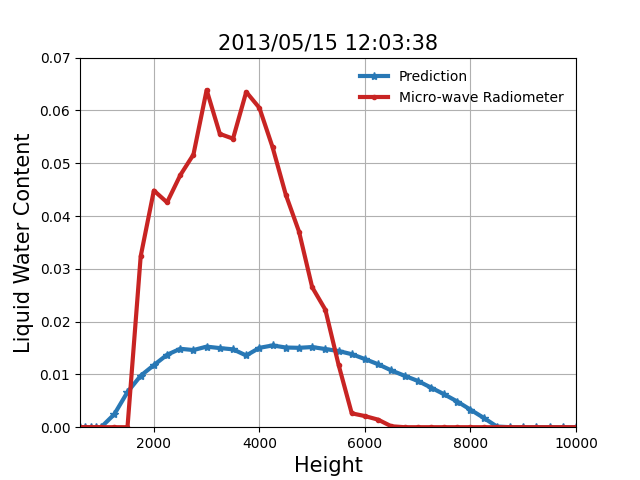 2013/05/15 12:03:38
Prediction
Micro-wave Radiometer
Liquid Water Content
0.07
0.06
0.05
0.04
0.03
0.02
0.01
0.00
2000 4000 6000 8000 10000
Height